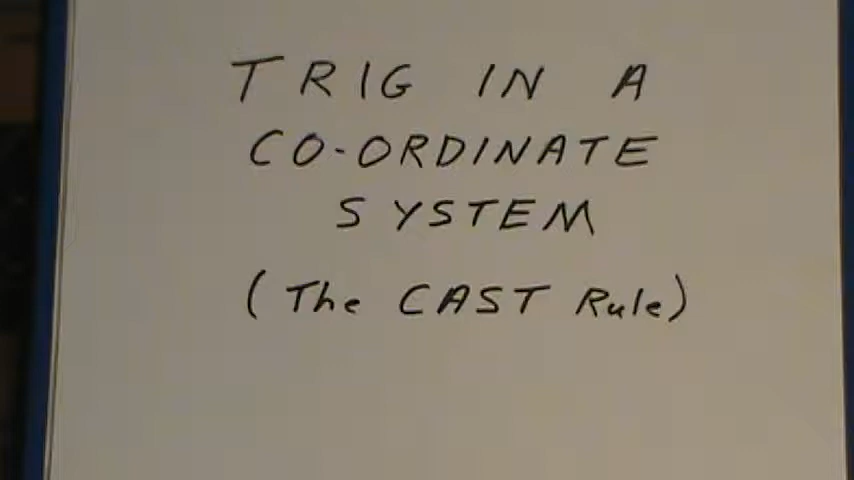 TRIG IN A
CO-ORDINATE
SYSTEM
(The CAST Rule)